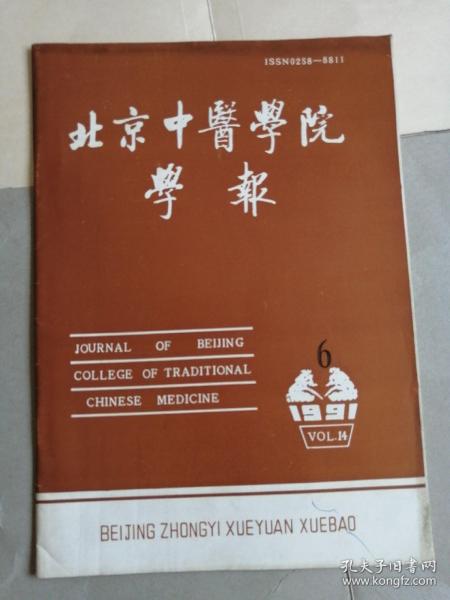 ISSN0258—8811
北京中醫學院
學報
JOURNAL OF BEIJING
COLLEGE OF TRADITIONAL
CHINESE MEDICINE
6
1991
VOL.14
BEIJING ZHONGYI XUEYUAN XUEBAO
孔夫子旧书网
www.kongfz.com